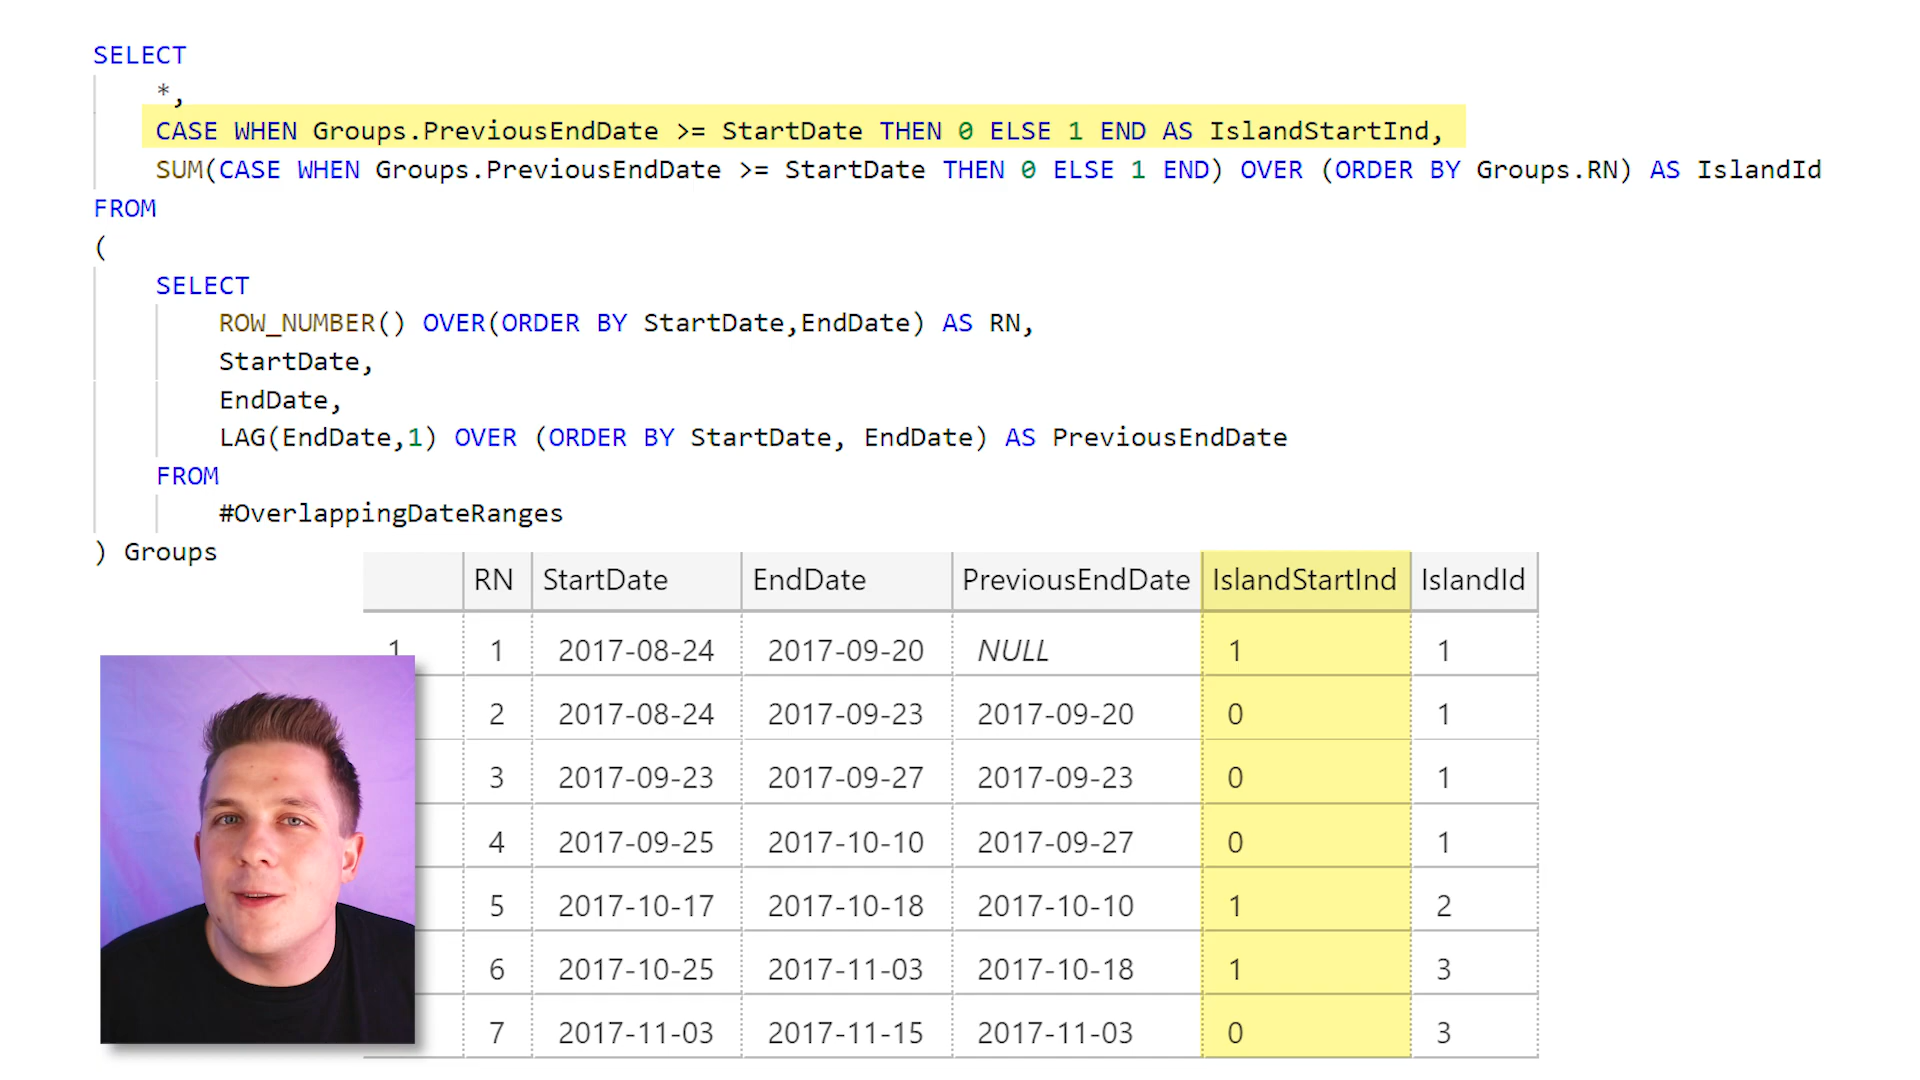 SELECT
*,
CASE WHEN Groups.PreviousEndDate >= StartDate THEN 0 ELSE 1 END AS IslandStartInd,
SUM(CASE WHEN Groups.PreviousEndDate >= StartDate THEN 0 ELSE 1 END) OVER (ORDER BY Groups.RN) AS IslandId
FROM
(
SELECT
ROW_NUMBER() OVER(ORDER BY StartDate,EndDate) AS RN,
StartDate,
EndDate,
LAG(EndDate,1) OVER (ORDER BY StartDate, EndDate) AS PreviousEndDate
FROM
#OverlappingDateRanges
) Groups
RN StartDate EndDate PreviousEndDate IslandStartInd IslandId
1 1 2017-08-24 2017-09-20 NULL 1 1
2 2017-08-24 2017-09-23 2017-09-20 0 1
3 2017-09-23 2017-09-27 2017-09-23 0 1
4 2017-09-25 2017-10-10 2017-09-27 0 1
5 2017-10-17 2017-10-18 2017-10-10 1 2
6 2017-10-25 2017-11-03 2017-10-18 1 3
7 2017-11-03 2017-11-15 2017-11-03 0 3